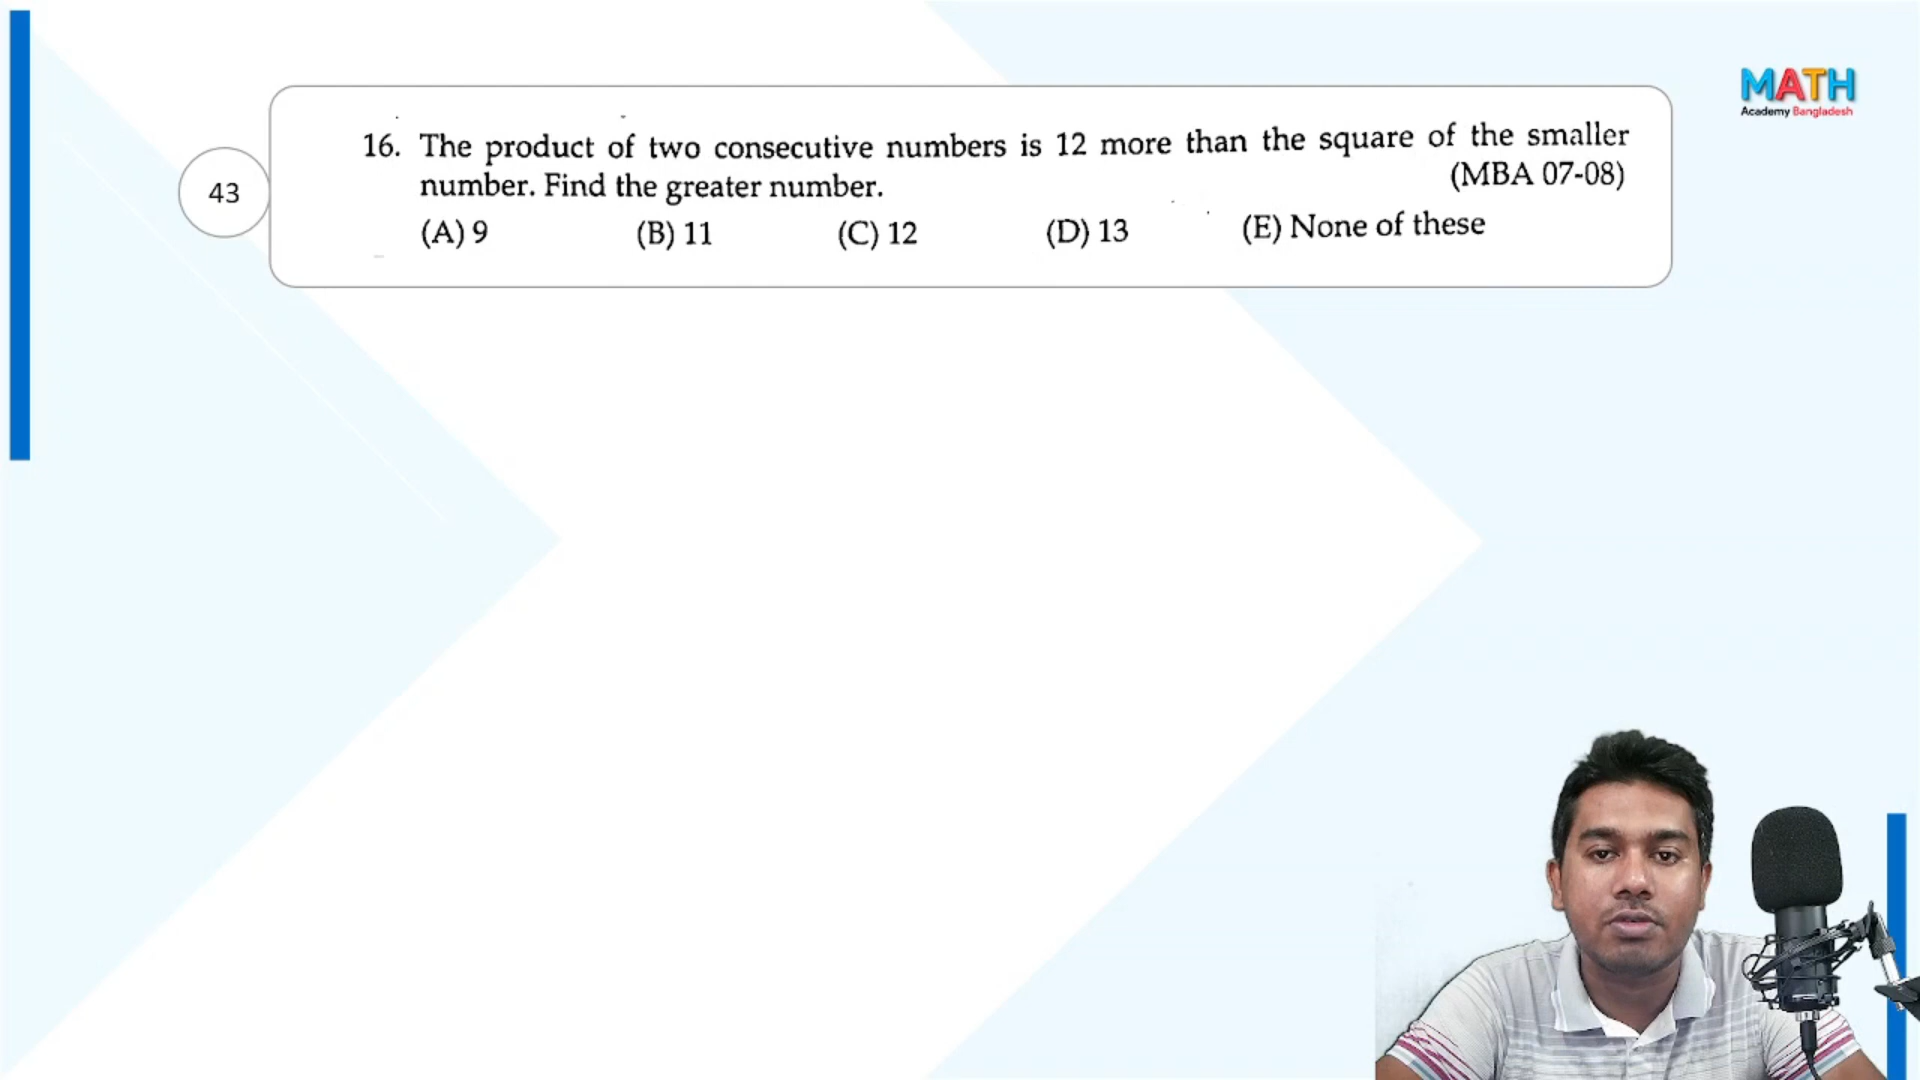 MATH
Academy Bangladesh
43
16. The product of two consecutive numbers is 12 more than the square of the smaller
number. Find the greater number. (MBA 07-08)
(A) 9 (B) 11 (C) 12 (D) 13 (E) None of these